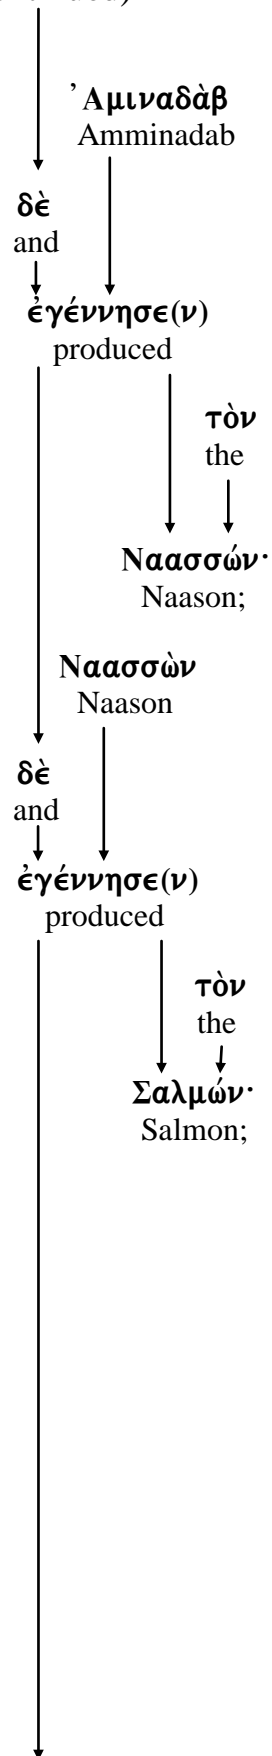 ᾿Αμιναδὰβ
Amminadab
δὲ
and
ἐγέννησε(ν)
produced
τὸν
the
Ναασσών·
Naason;
Ναασσὼν
Naason
δὲ
and
ἐγέννησε(ν)
produced
τὸν
the
Σαλμών·
Salmon;